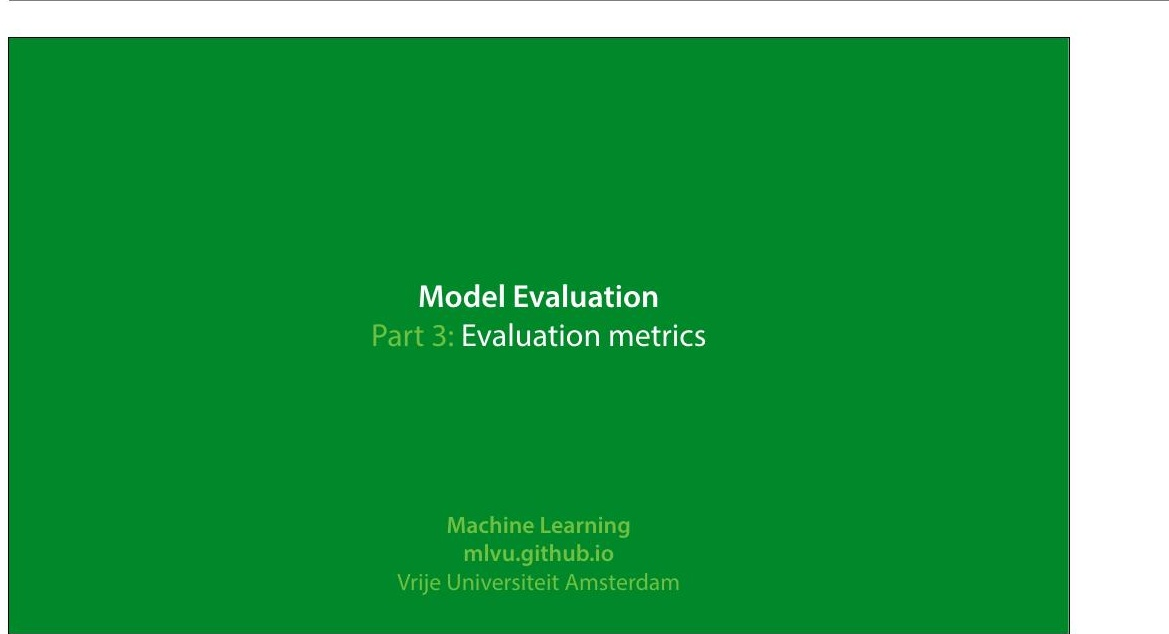 Model Evaluation
Part 3: Evaluation metrics
Machine Learning
mlvu.github.io
Vrije Universiteit Amsterdam